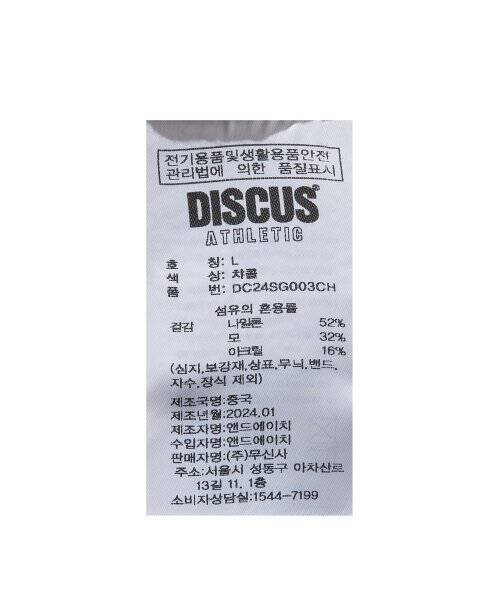 전기용품및생활용품안전
관리법에 의한 품질표시
DISCUS®
ATHLETIC
호 칭: L
색 상: 챠콜
품 번: DC24SG003CH
섬유의 혼용률
겉감 나일론 52%
모 32%
아크릴 16%
(심지,보강재,상표,무늬,밴드,
자수,장식 제외)
제조국명:중국
제조년월:2024.01
제조자명:앤드에이치
수입자명:앤드에이치
판매자명:(주)무신사
주소:서울시 성동구 아차산로
13길 11, 1층
소비자상담실:1544-7199